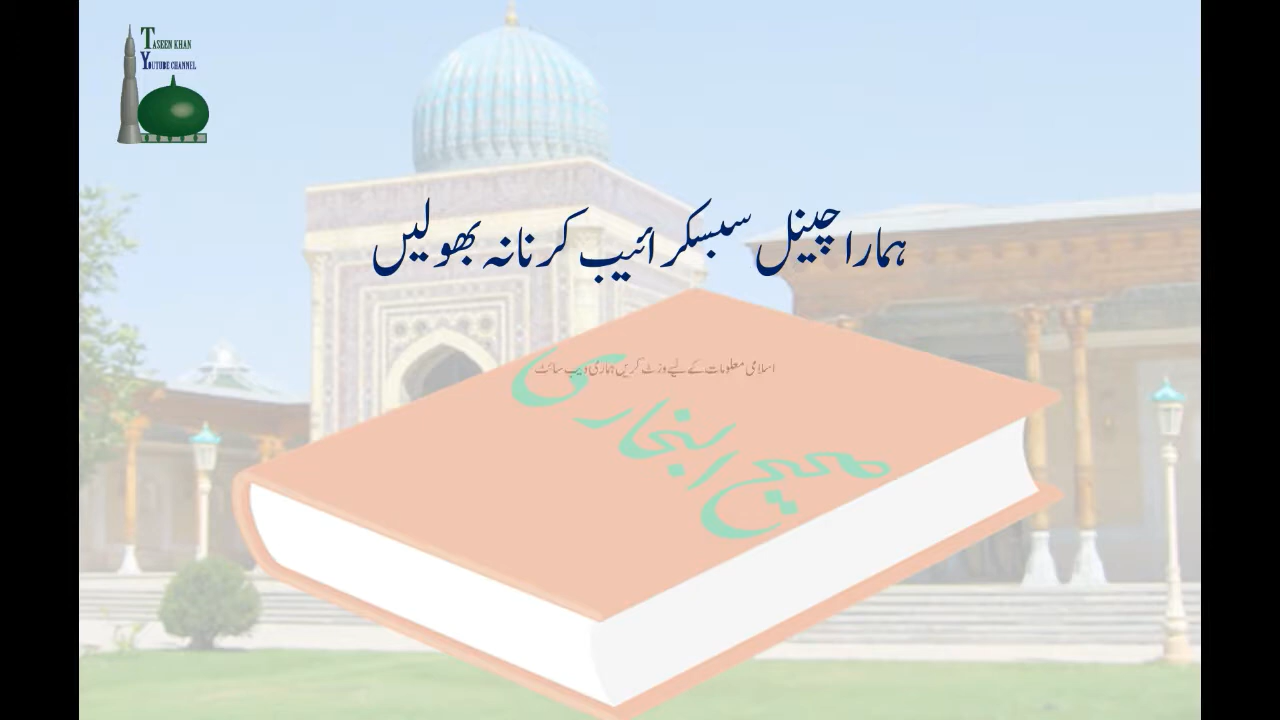 TASEEN KHAN
YOUTUBE CHANNEL
ہمارا چینل سبسکرائیب کرنا نہ بھولیں
اسلامی معلومات کے لیے وزٹ کریں ہماری ویب سائٹ
صحیح البخاری